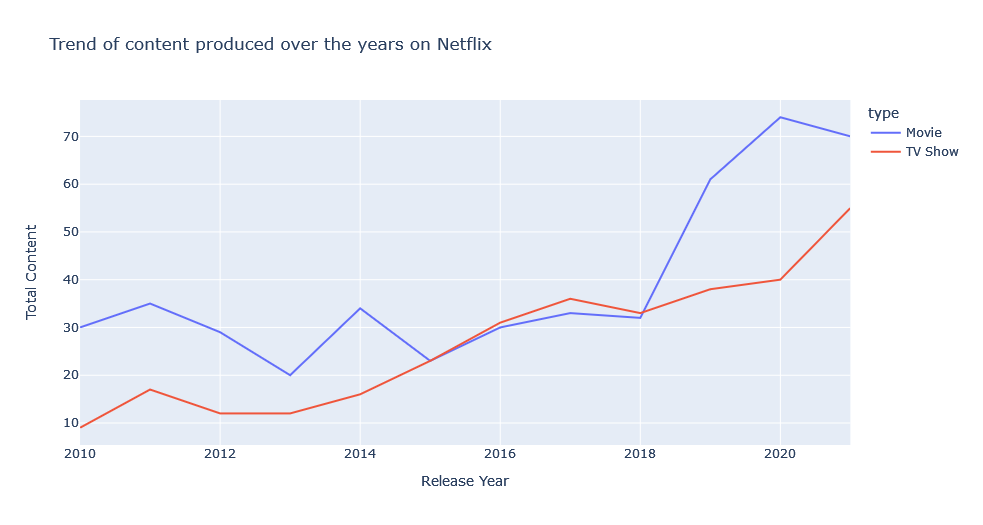 Trend of content produced over the years on Netflix
type
Movie
TV Show
70
60
50
40
30
20
10
Total Content
2010 2012 2014 2016 2018 2020
Release Year